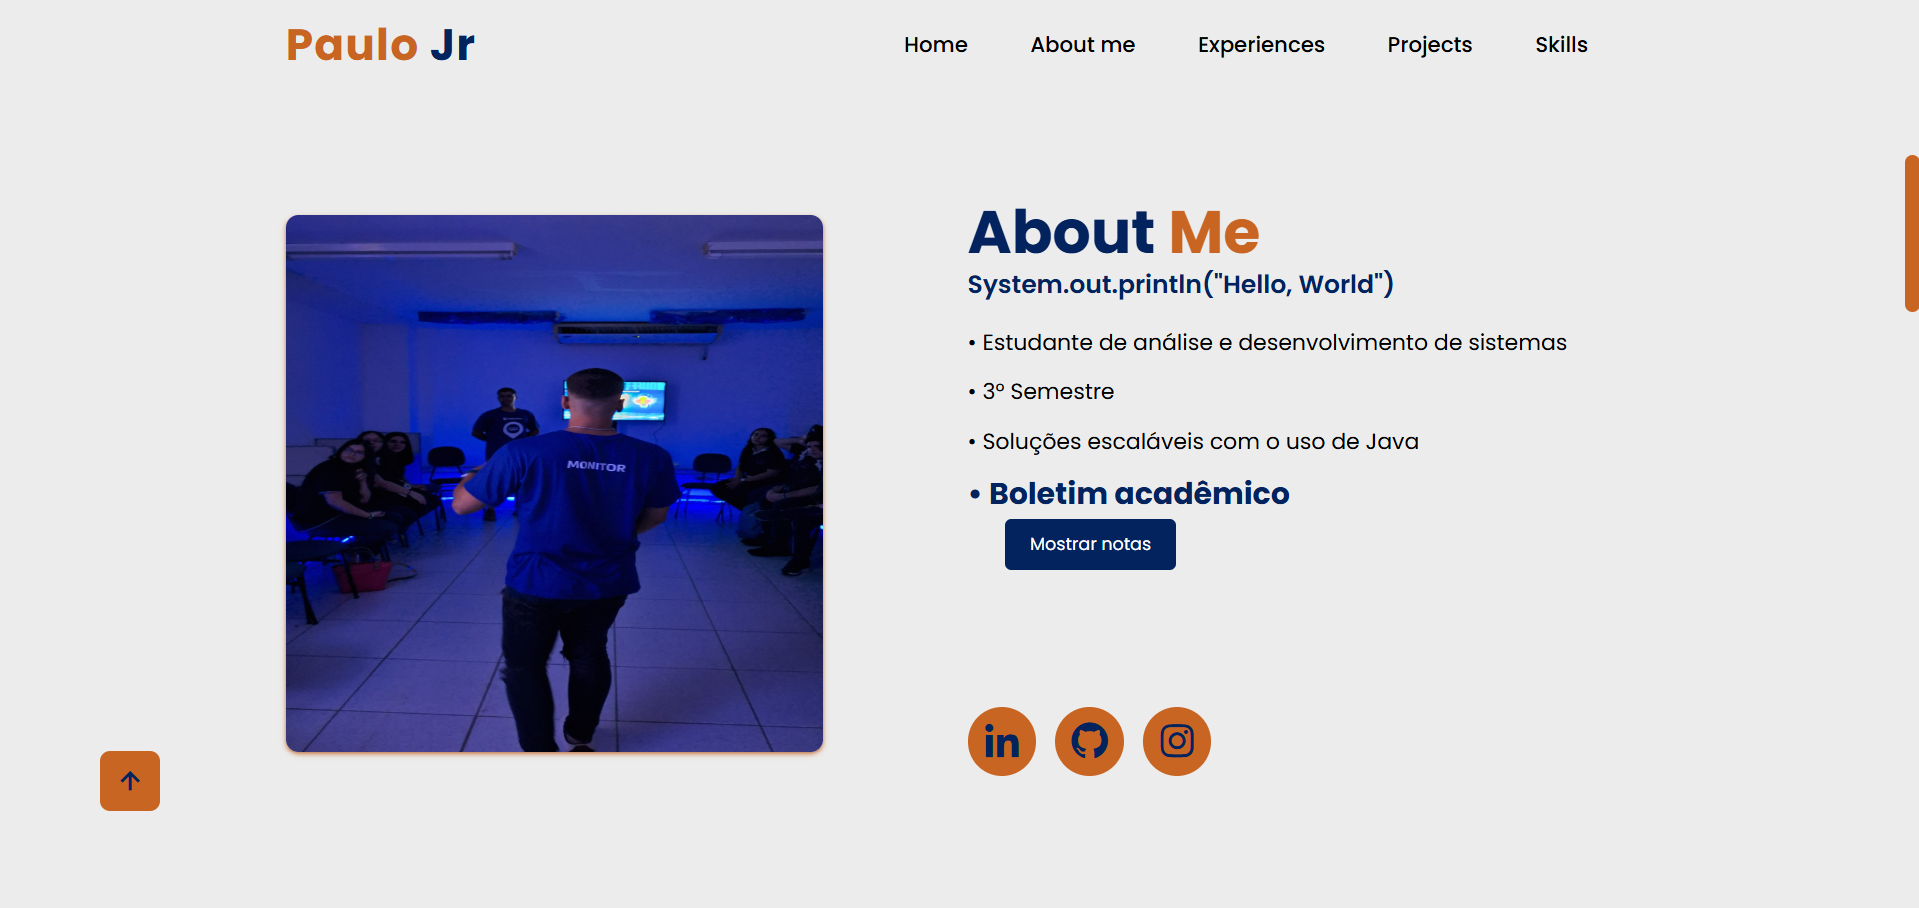 Paulo Jr
Home
About me
Experiences
Projects
Skills
MONITOR
About Me
System.out.println("Hello, World")
• Estudante de análise e desenvolvimento de sistemas
• 3º Semestre
• Soluções escaláveis com o uso de Java
• Boletim acadêmico
Mostrar notas
in